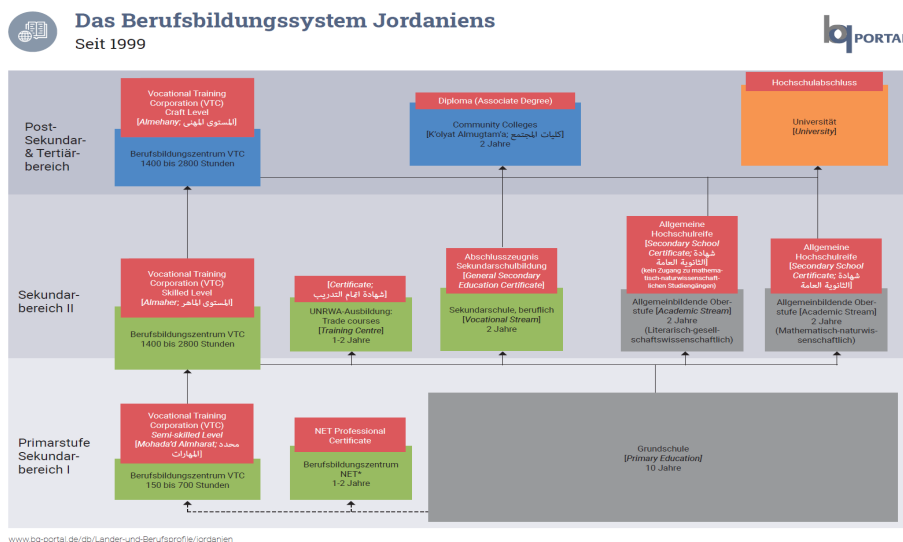 Das Berufsbildungssystem Jordaniens
Seit 1999
bq PORTAL
Post-
Sekundar-
& Tertiär-
bereich
Vocational Training
Corporation (VTC)
Craft Level
[Almehany; المستوى المهني]
Berufsbildungszentrum VTC
1400 bis 2800 Stunden
Diploma (Associate Degree)
Community Colleges
[Kolyat Almugtam'a; كليات المجتمع]
2 Jahre
Hochschulabschluss
Universität
[University]
Sekundar-
bereich II
Vocational Training
Corporation (VTC)
Skilled Level
[Almaher; المستوى الماهر]
Berufsbildungszentrum VTC
1400 bis 2800 Stunden
[Certificate;
شهادة اتمام التدريب]
UNRWA-Ausbildung:
Trade courses
[Training Centre]
1-2 Jahre
Abschlusszeugnis
Sekundarschulbildung
[General Secondary
Education Certificate]
Sekundarschule, beruflich
[Vocational Stream]
2 Jahre
Allgemeine
Hochschulreife
[Secondary School
Certificate; شهادة
الثانوية العامة]
(kein Zugang zu mathema-
tisch-naturwissenschaft-
lichen Studiengängen)
Allgemeinbildende Ober-
stufe [Academic Stream]
2 Jahre
(Literarisch-gesell-
schaftswissenschaftlich)
Allgemeine
Hochschulreife
[Secondary School
Certificate; شهادة
الثانوية العامة]
Allgemeinbildende Ober-
stufe [Academic Stream]
2 Jahre
(Mathematisch-naturwis-
senschaftlich)
Primarstufe
Sekundar-
bereich I
Vocational Training
Corporation (VTC)
Semi-skilled Level
[Mohada'd Almharat; محدد
المهارات]
Berufsbildungszentrum VTC
150 bis 700 Stunden
NET Professional
Certificate
Berufsbildungszentrum
NET*
1-2 Jahre
Grundschule
[Primary Education]
10 Jahre
www.bq-portal.de/db/Länder-und-Berufsprofile/jordanien